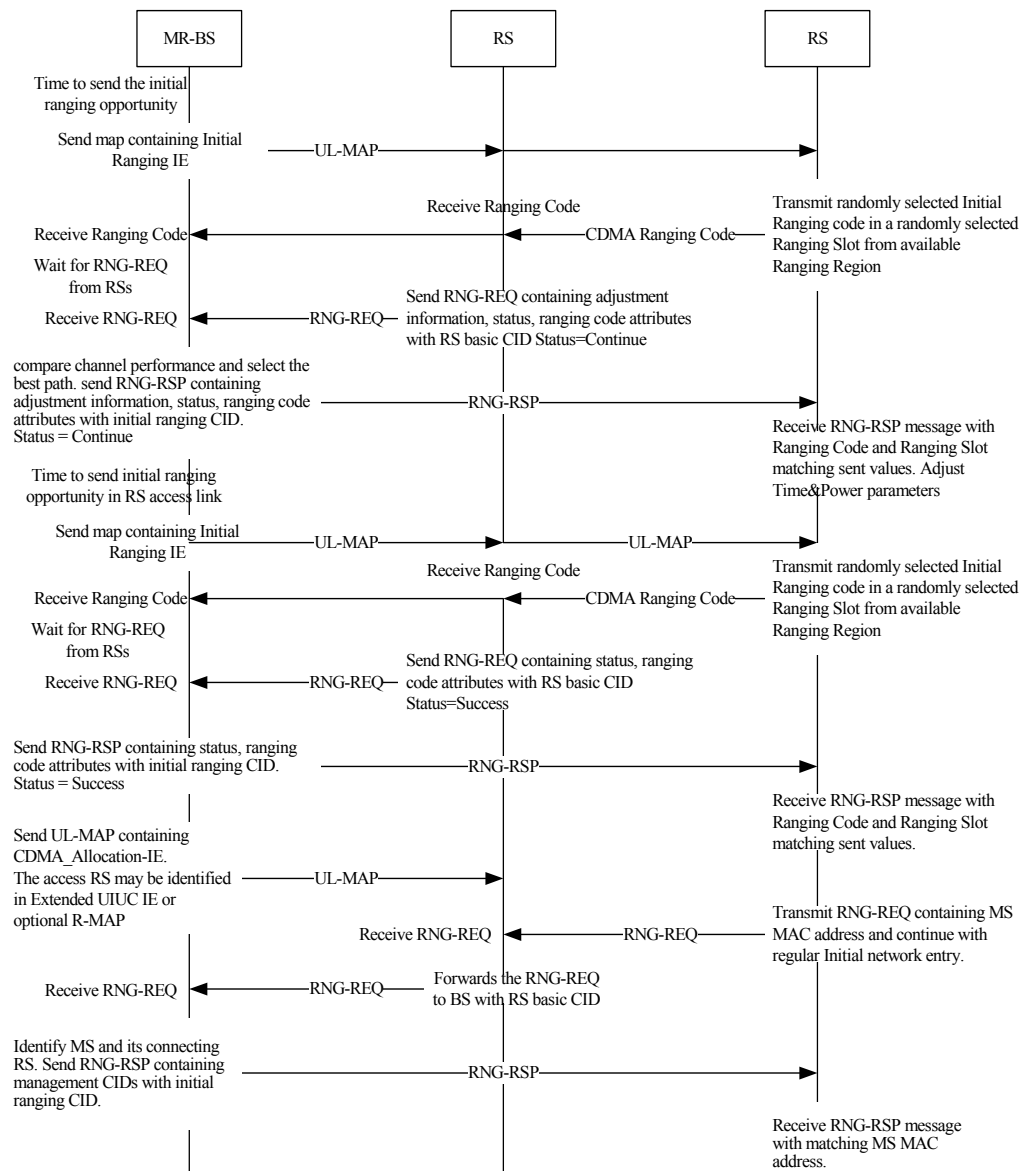 MR-BS
RS
RS
Time to send the initial
ranging opportunity
Send map containing Initial
Ranging IE
UL-MAP
Receive Ranging Code
Transmit randomly selected Initial
Ranging code in a randomly selected
Ranging Slot from available
Ranging Region
Receive Ranging Code
CDMA Ranging Code
Wait for RNG-REQ
from RSs
Receive RNG-REQ
RNG-REQ
Send RNG-REQ containing adjustment
information, status, ranging code attributes
with RS basic CID Status=Continue
compare channel performance and select the
best path. send RNG-RSP containing
adjustment information, status, ranging code
attributes with initial ranging CID.
Status = Continue
RNG-RSP
Receive RNG-RSP message with
Ranging Code and Ranging Slot
matching sent values. Adjust
Time&Power parameters
Time to send initial ranging
opportunity in RS access link
Send map containing Initial
Ranging IE
UL-MAP
UL-MAP
Receive Ranging Code
Transmit randomly selected Initial
Ranging code in a randomly selected
Ranging Slot from available
Ranging Region
Receive Ranging Code
CDMA Ranging Code
Wait for RNG-REQ
from RSs
Receive RNG-REQ
RNG-REQ
Send RNG-REQ containing status, ranging
code attributes with RS basic CID
Status=Success
Send RNG-RSP containing status, ranging
code attributes with initial ranging CID.
Status = Success
RNG-RSP
Receive RNG-RSP message with
Ranging Code and Ranging Slot
matching sent values.
Send UL-MAP containing
CDMA_Allocation-IE.
The access RS may be identified
in Extended UIUC IE or
optional R-MAP
UL-MAP
Receive RNG-REQ
RNG-REQ
Transmit RNG-REQ containing MS
MAC address and continue with
regular Initial network entry.
Receive RNG-REQ
RNG-REQ
Forwards the RNG-REQ
to BS with RS basic CID
Identify MS and its connecting
RS. Send RNG-RSP containing
management CIDs with initial
ranging CID.
RNG-RSP
Receive RNG-RSP message
with matching MS MAC
address.